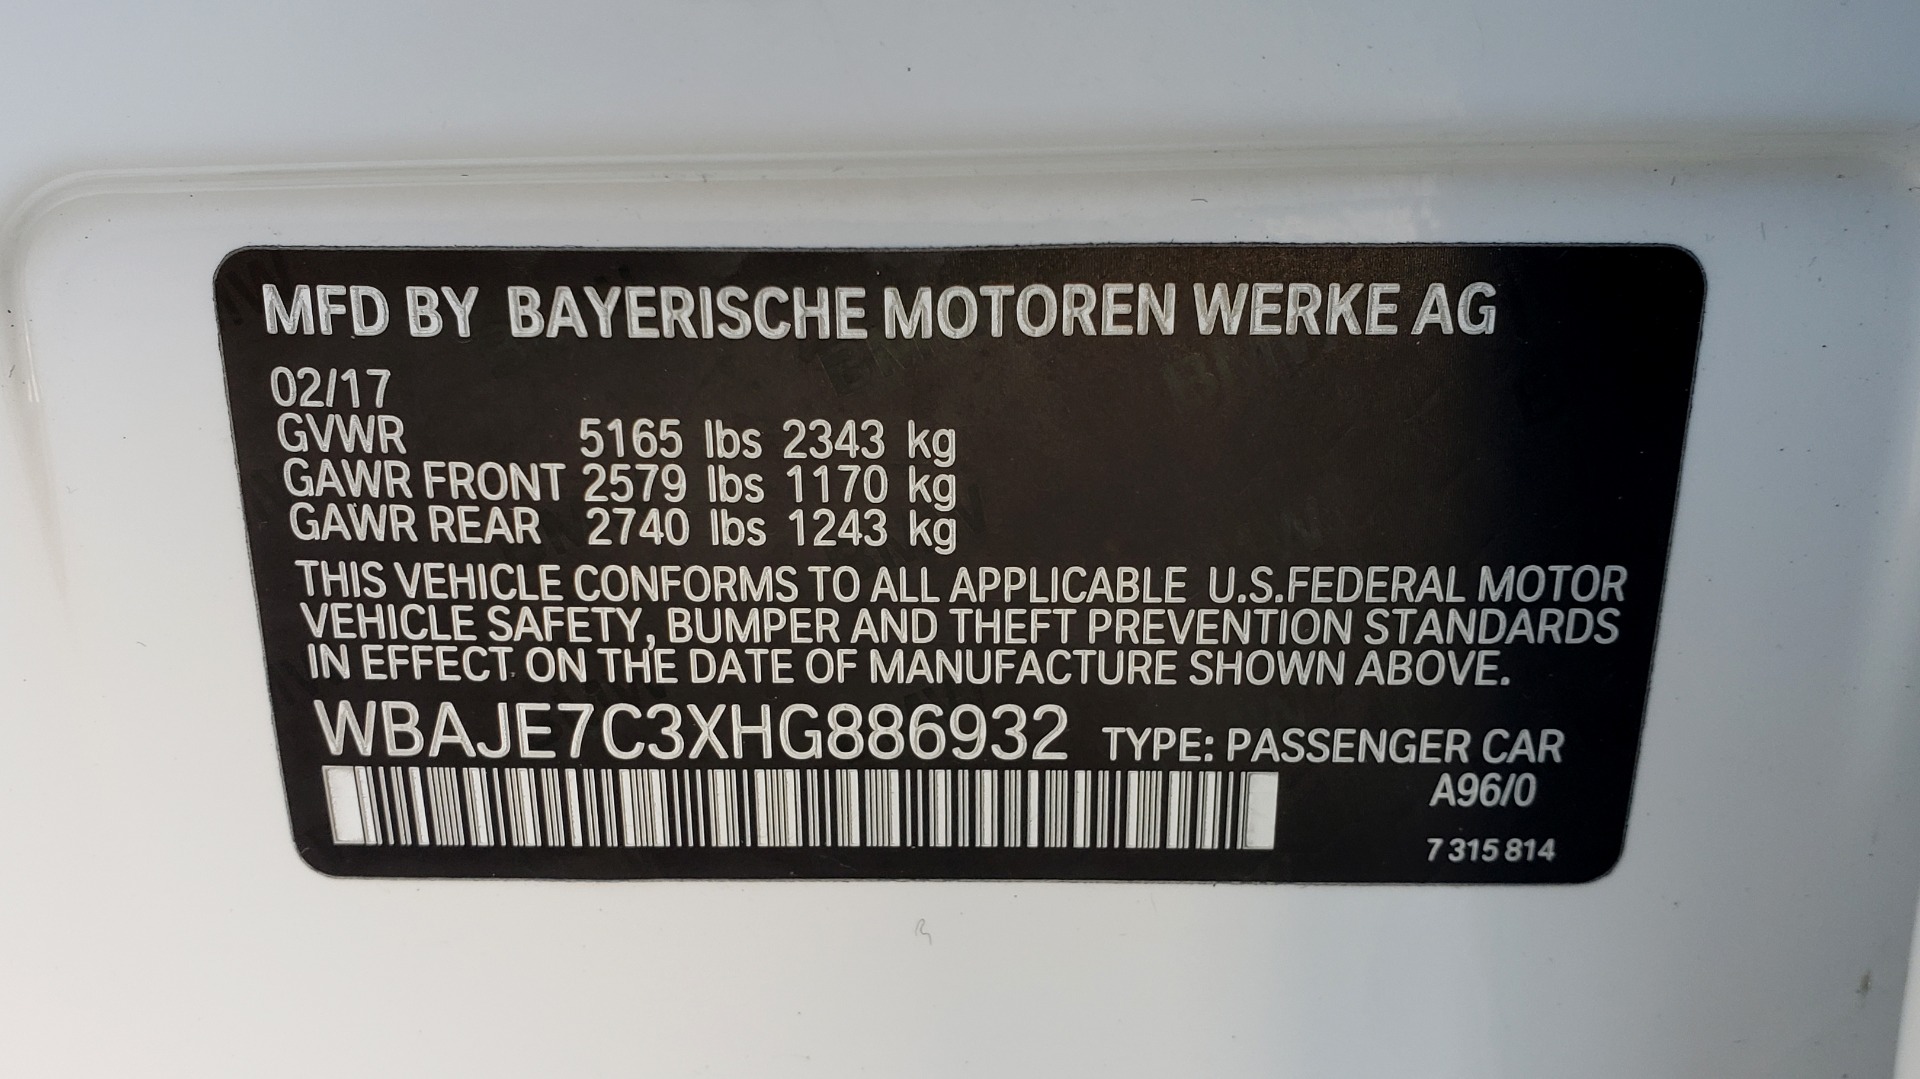 MFD BY BAYERISCHE MOTOREN WERKE AG
02/17
GVWR 5165 lbs 2343 kg
GAWR FRONT 2579 lbs 1170 kg
GAWR REAR 2740 lbs 1243 kg
THIS VEHICLE CONFORMS TO ALL APPLICABLE U.S.FEDERAL MOTOR
VEHICLE SAFETY, BUMPER AND THEFT PREVENTION STANDARDS
IN EFFECT ON THE DATE OF MANUFACTURE SHOWN ABOVE.
WBAJE7C3XHG886932 TYPE: PASSENGER CAR
A96/0
7 315 814